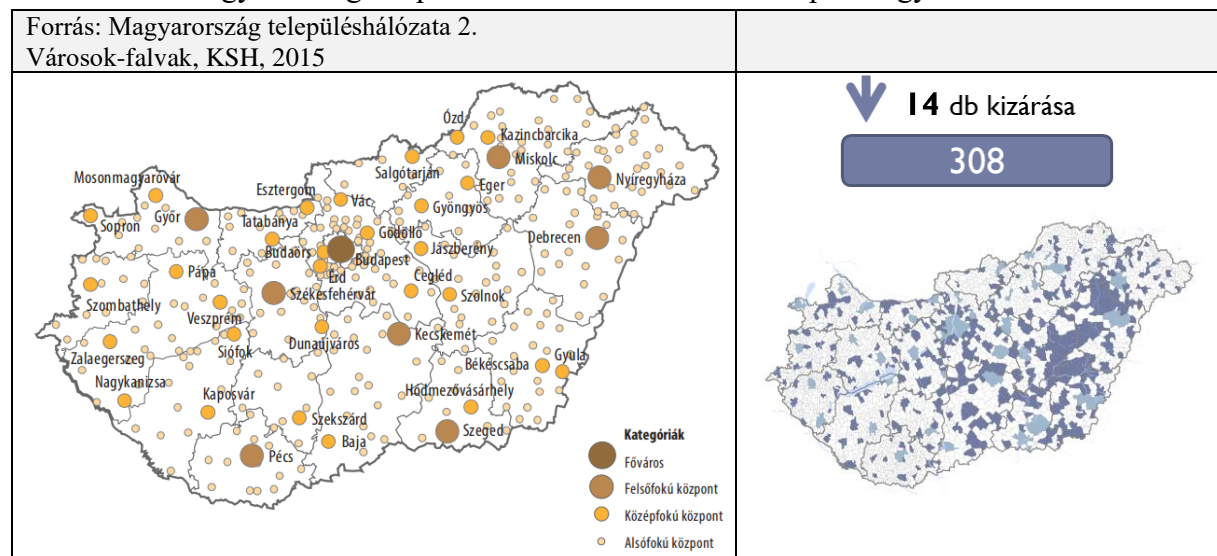 Forrás: Magyarország településhálózata 2.
Városok-falvak, KSH, 2015
14 db kizárása
308
Ózd
Kazincbarcika
Miskolc
Salgótarján
Nyíregyháza
Mosonmagyaróvár
Esztergom
Vác
Eger
Gyöngyös
Sopron
Győr
Tatabánya
Gödöllő
Debrecen
Budaörs
Budapest
Jászberény
Pápa
Érd
Cegléd
Szombathely
Székesfehérvár
Szolnok
Veszprém
Siófok
Dunaújváros
Kecskemét
Zalaegerszeg
Békéscsaba
Gyula
Nagykanizsa
Kaposvár
Hódmezővásárhely
Szekszárd
Baja
Szeged
Pécs
Kategóriák
Főváros
Felsőfokú központ
Középfokú központ
Alsófokú központ